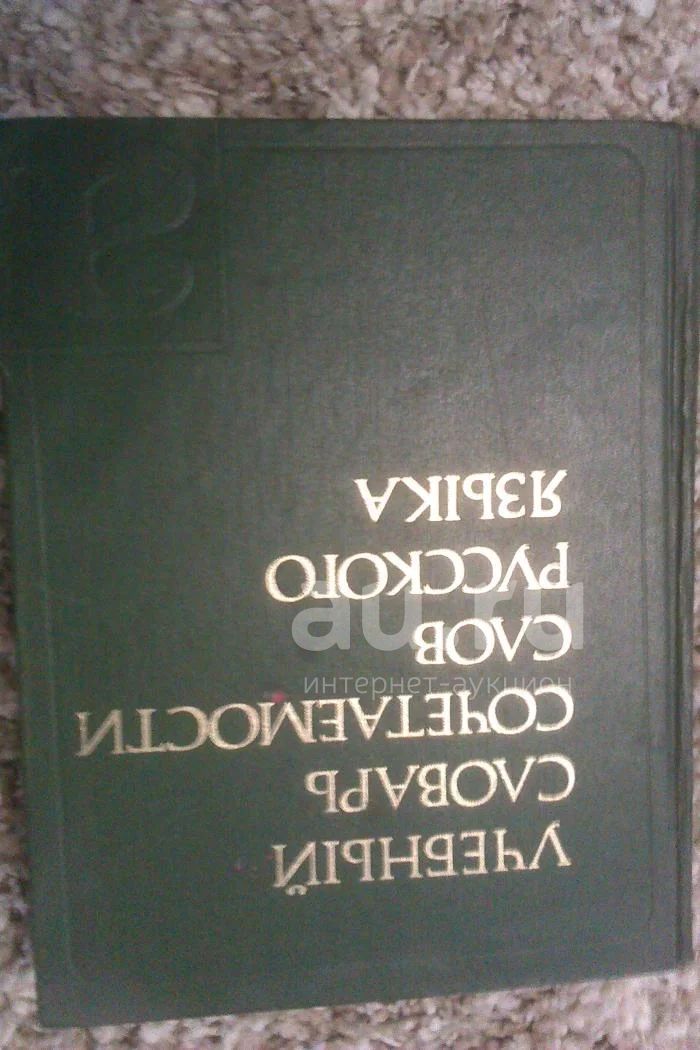 УЧЕБНЫЙ
СЛОВАРЬ
СОЧЕТАЕМОСТИ
СЛОВ
РУССКОГО
ЯЗЫКА
au.ru
интернет-аукцион